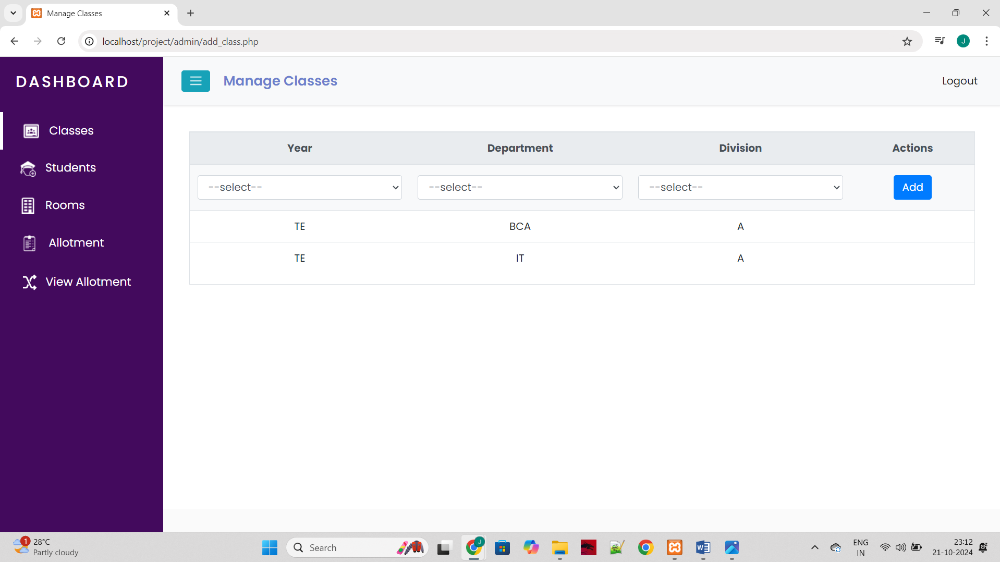 Manage Classes
localhost/project/admin/add_class.php
J
DASHBOARD
Manage Classes
Logout
Classes
Students
Rooms
Allotment
View Allotment
Year Department Division Actions
--select-- --select-- --select-- Add
TE BCA A
TE IT A
1
28°C
Partly cloudy
Search
J
ENG
IN
23:12
21-10-2024